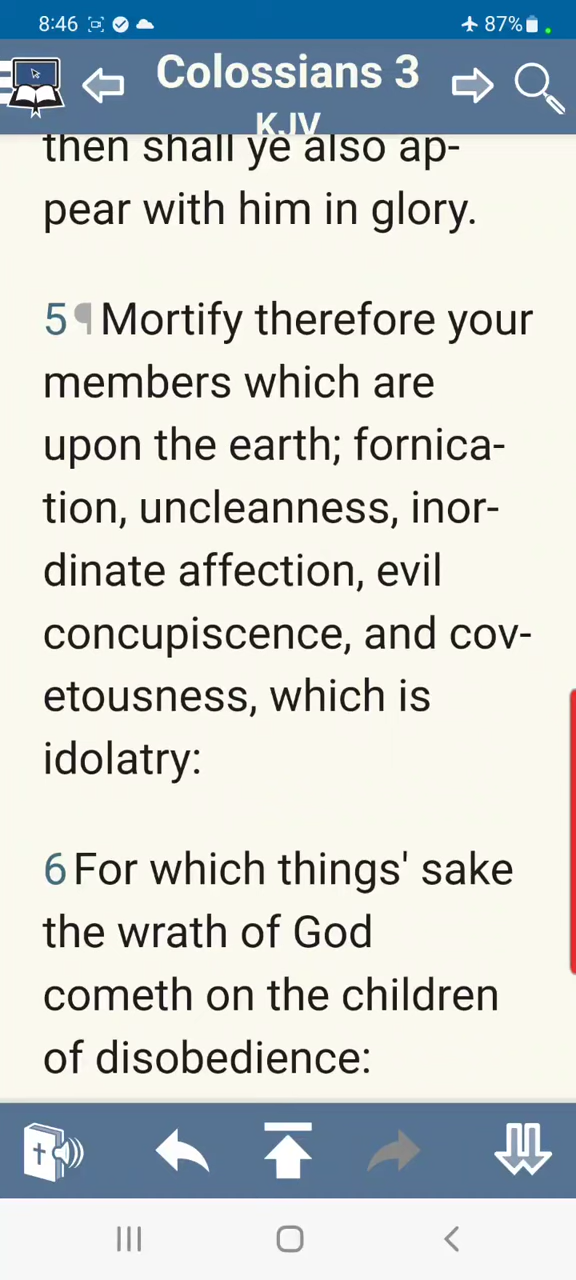 8:46 87%
Colossians 3
KJV
then shall ye also ap-
pear with him in glory.
5 ¶ Mortify therefore your
members which are
upon the earth; fornica-
tion, uncleanness, inor-
dinate affection, evil
concupiscence, and cov-
etousness, which is
idolatry:
6 For which things' sake
the wrath of God
cometh on the children
of disobedience: